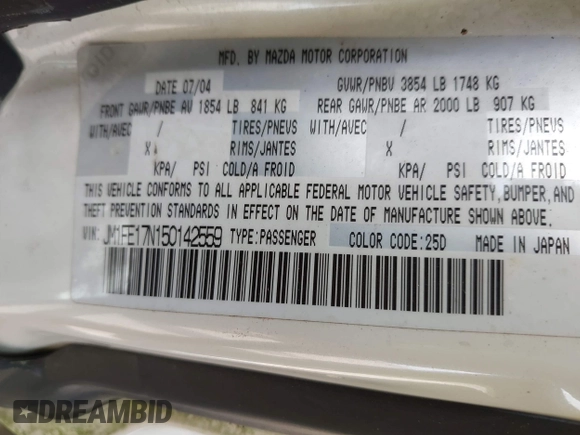 MFD. BY MAZDA MOTOR CORPORATION
DATE 07/04 GVWR/PNBV 3854 LB 1748 KG
FRONT GAWR/PNBE AV 1854 LB 841 KG REAR GAWR/PNBE AR 2000 LB 907 KG
WITH/AVEC / TIRES/PNEUS WITH/AVEC / TIRES/PNEUS
X RIMS/JANTES X RIMS/JANTES
KPA/ PSI COLD/A FROID KPA/ PSI COLD/A FROID
THIS VEHICLE CONFORMS TO ALL APPLICABLE FEDERAL MOTOR VEHICLE SAFETY, BUMPER, AND
THEFT PREVENTION STANDARDS IN EFFECT ON THE DATE OF MANUFACTURE SHOWN ABOVE.
VIN: JM1FE17N150142559 TYPE:PASSENGER COLOR CODE:25D MADE IN JAPAN
DREAMBID